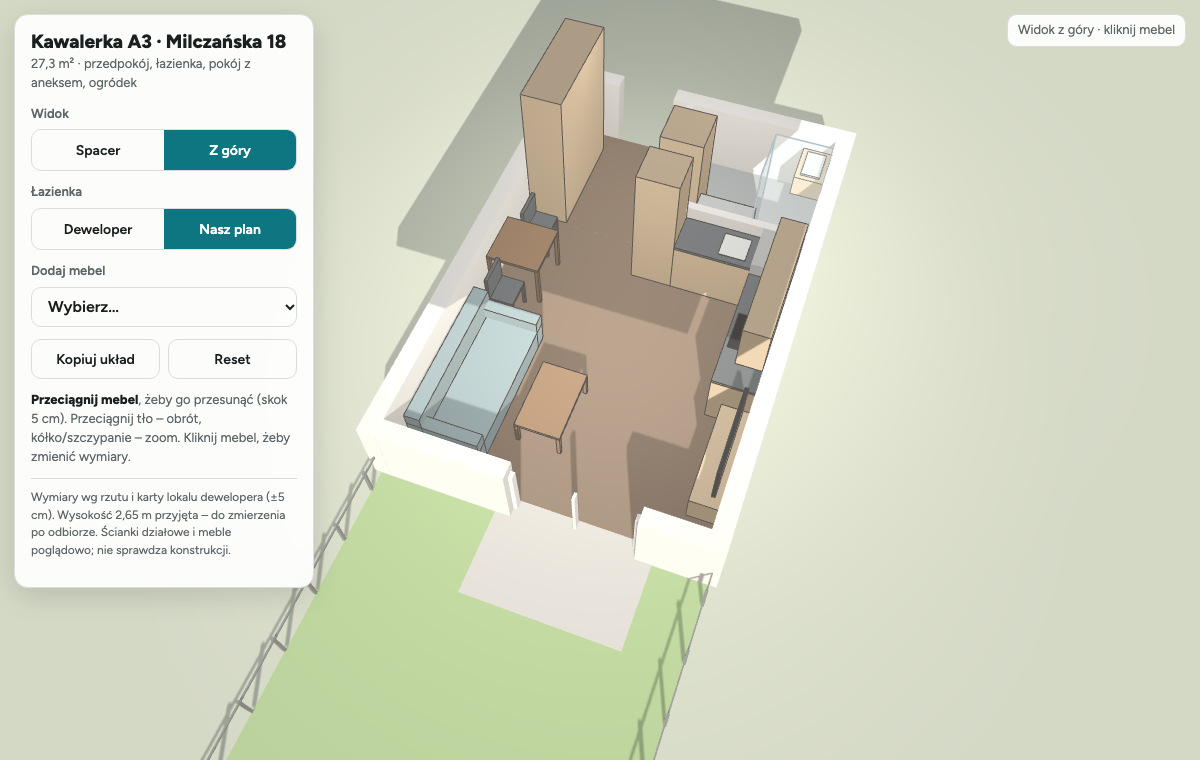 Kawalerka A3 · Milczańska 18
27,3 m² · przedpokój, łazienka, pokój z
aneksem, ogródek
Widok z góry · kliknij mebel
Widok
Spacer
Z góry
Łazienka
Deweloper
Nasz plan
Dodaj mebel
Wybierz...
Kopiuj układ
Reset
Przeciągnij mebel, żeby go przesunąć (skok
5 cm). Przeciągnij tło – obrót,
kółko/szczypanie – zoom. Kliknij mebel, żeby
zmienić wymiary.
Wymiary wg rzutu i karty lokalu dewelopera (±5
cm). Wysokość 2,65 m przyjęta – do zmierzenia
po odbiorze. Ścianki działowe i meble
poglądowo; nie sprawdza konstrukcji.